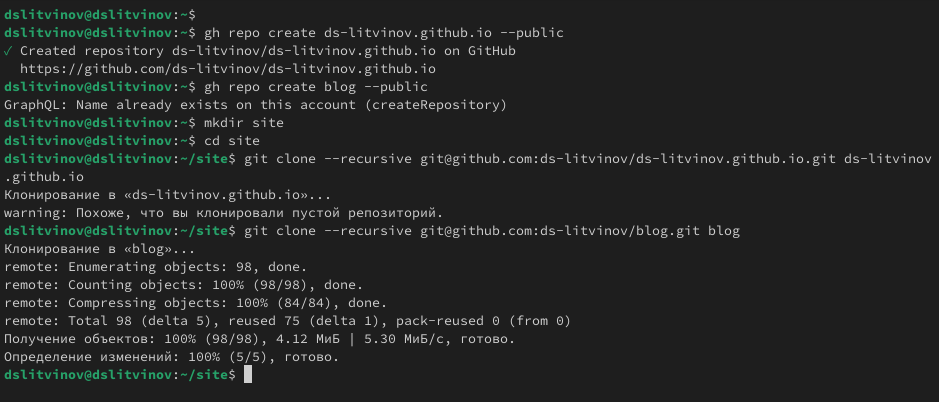 dslitvinov@dslitvinov:~$
dslitvinov@dslitvinov:~$ gh repo create ds-litvinov.github.io --public
✓ Created repository ds-litvinov/ds-litvinov.github.io on GitHub
  https://github.com/ds-litvinov/ds-litvinov.github.io
dslitvinov@dslitvinov:~$ gh repo create blog --public
GraphQL: Name already exists on this account (createRepository)
dslitvinov@dslitvinov:~$ mkdir site
dslitvinov@dslitvinov:~$ cd site
dslitvinov@dslitvinov:~/site$ git clone --recursive git@github.com:ds-litvinov/ds-litvinov.github.io.git ds-litvinov
.github.io
Клонирование в «ds-litvinov.github.io»...
warning: Похоже, что вы клонировали пустой репозиторий.
dslitvinov@dslitvinov:~/site$ git clone --recursive git@github.com:ds-litvinov/blog.git blog
Клонирование в «blog»...
remote: Enumerating objects: 98, done.
remote: Counting objects: 100% (98/98), done.
remote: Compressing objects: 100% (84/84), done.
remote: Total 98 (delta 5), reused 75 (delta 1), pack-reused 0 (from 0)
Получение объектов: 100% (98/98), 4.12 МиБ | 5.30 МиБ/с, готово.
Определение изменений: 100% (5/5), готово.
dslitvinov@dslitvinov:~/site$